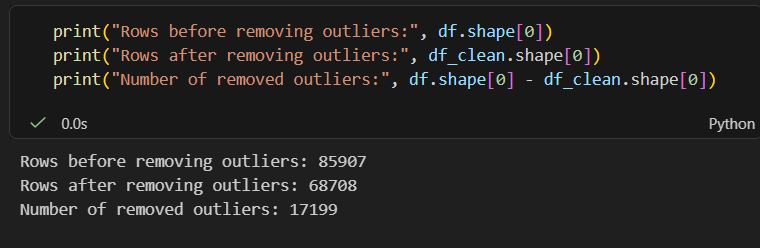 print("Rows before removing outliers:", df.shape[0])
print("Rows after removing outliers:", df_clean.shape[0])
print("Number of removed outliers:", df.shape[0] - df_clean.shape[0])
0.0s
Python
Rows before removing outliers: 85907
Rows after removing outliers: 68708
Number of removed outliers: 17199